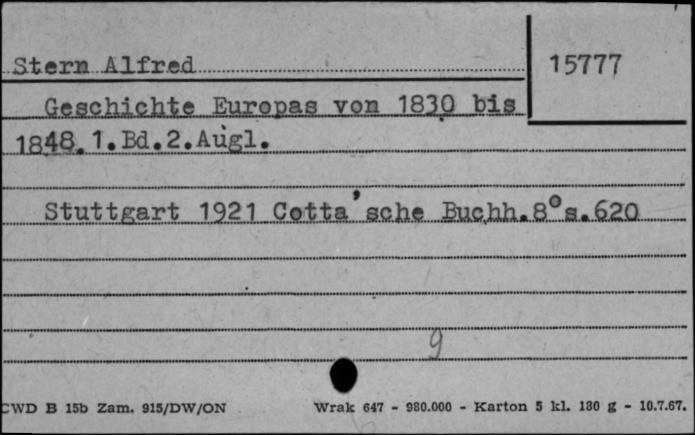 Stern Alfred
15777
Geschichte Europas von 1830 bis
1848. 1. Bd. 2. Augl.
Stuttgart 1921 Cotta'sche Buchh. 8° s. 620
9
CWD B 15b Zam. 915/DW/ON Wrak 647 - 980.000 - Karton 5 kl. 180 g - 10.7.67.